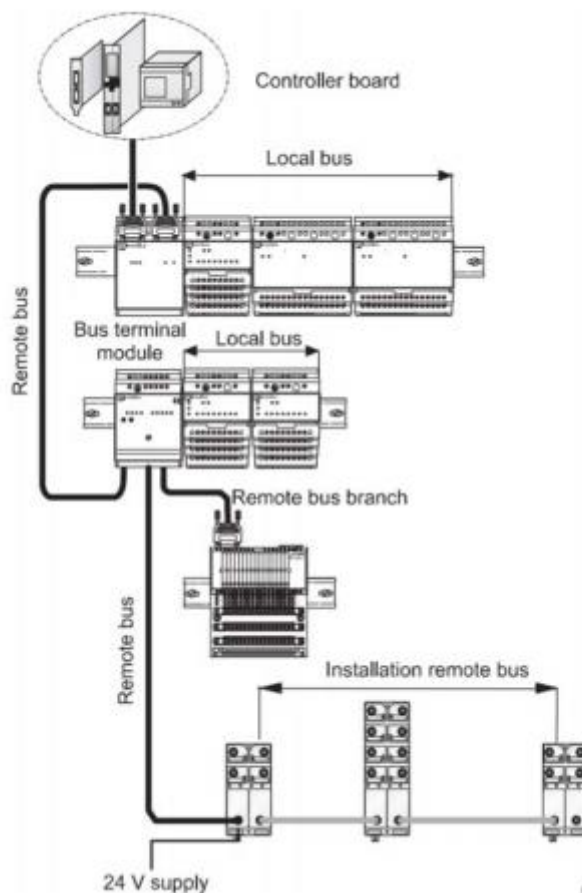 Controller board
Local bus
Remote bus
Bus terminal
module
Local bus
Remote bus branch
Remote bus
Installation remote bus
24 V supply